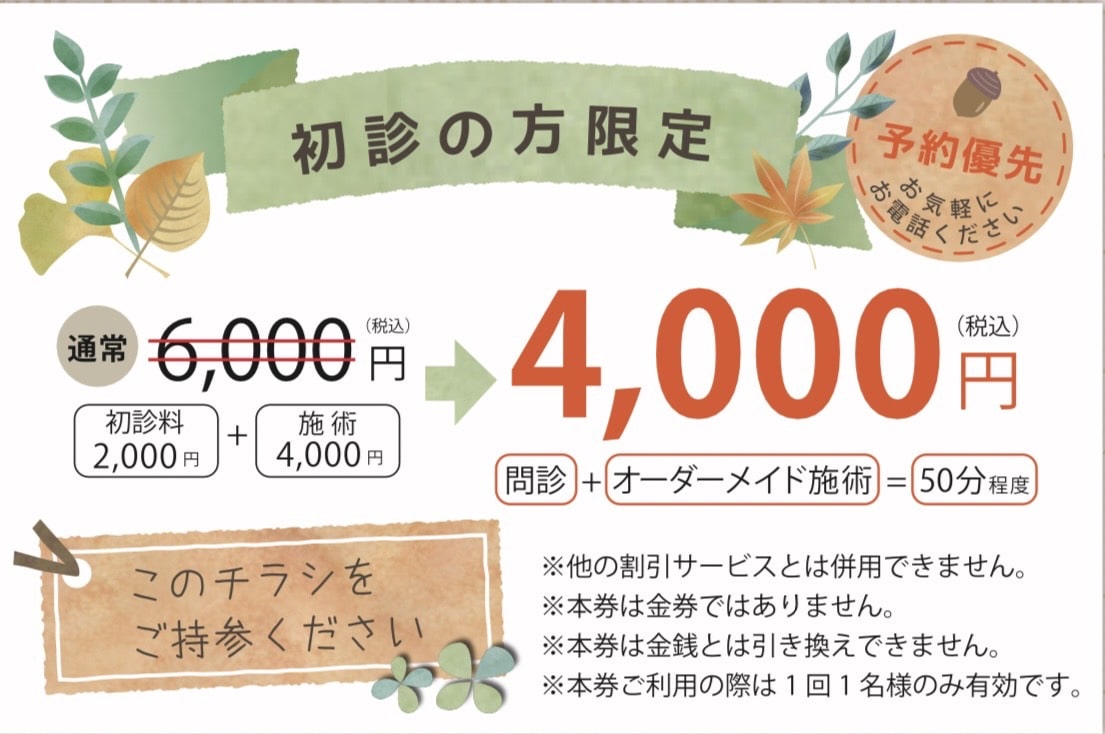 初診の方限定
予約優先
お気軽に
お電話ください
通常 6,000円(税込)
初診料
2,000円
+
施術
4,000円
4,000円(税込)
問診+オーダーメイド施術=50分程度
このチラシを
ご持参ください
※他の割引サービスとは併用できません。
※本券は金券ではありません。
※本券は金銭とは引き換えできません。
※本券ご利用の際は1回1名様のみ有効です。